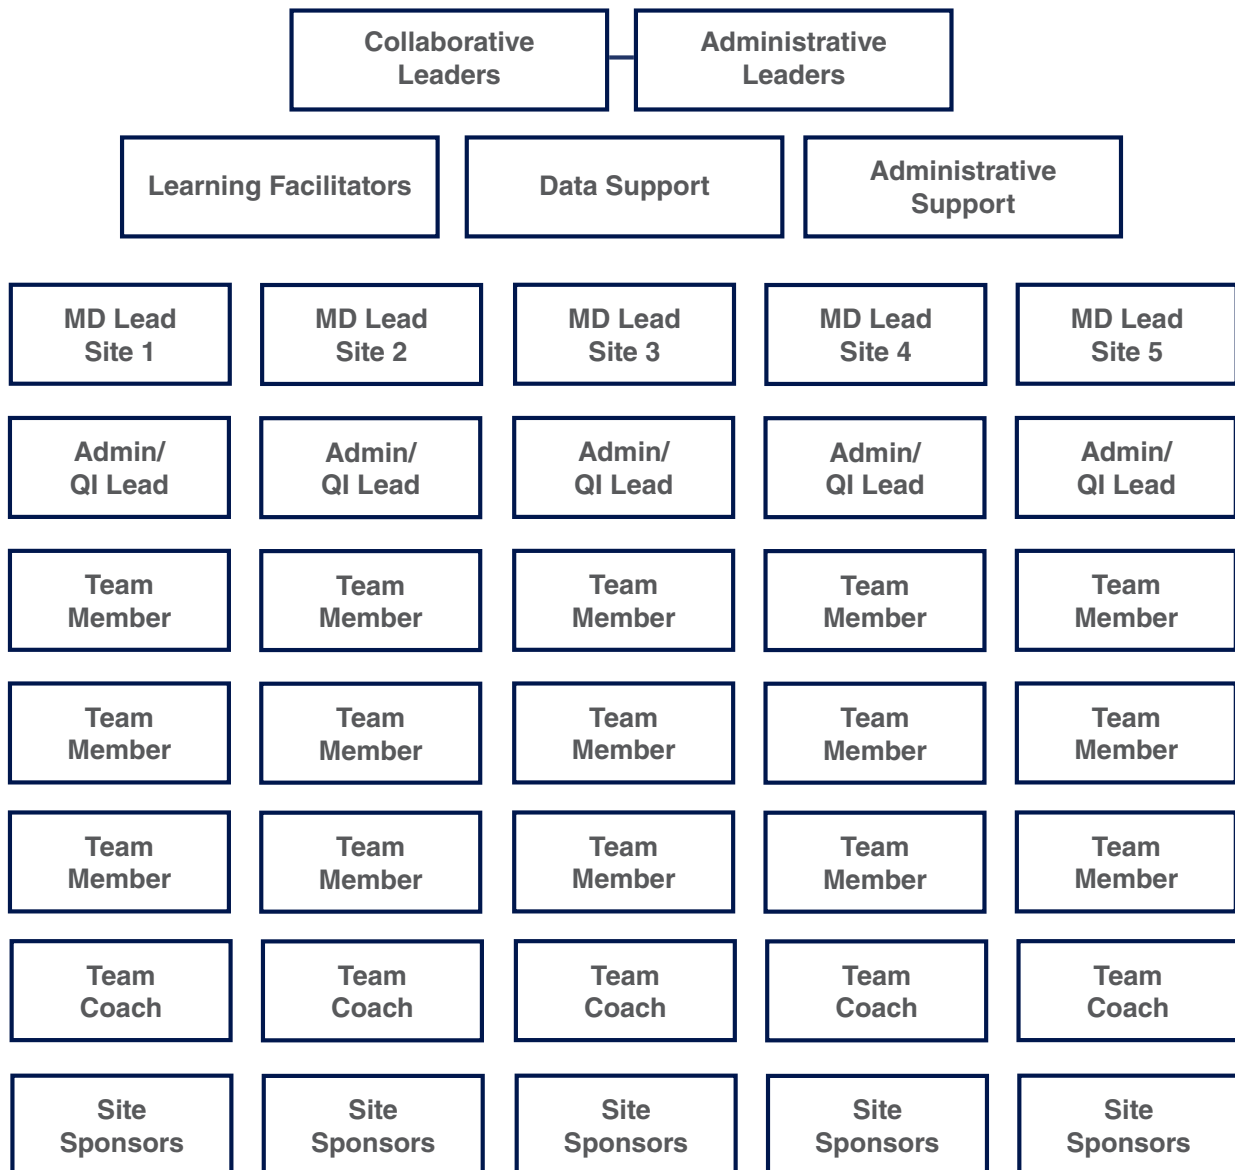 Collaborative
Leaders
Administrative
Leaders
Learning Facilitators
Data Support
Administrative
Support
MD Lead
Site 1
MD Lead
Site 2
MD Lead
Site 3
MD Lead
Site 4
MD Lead
Site 5
Admin/
QI Lead
Admin/
QI Lead
Admin/
QI Lead
Admin/
QI Lead
Admin/
QI Lead
Team
Member
Team
Member
Team
Member
Team
Member
Team
Member
Team
Member
Team
Member
Team
Member
Team
Member
Team
Member
Team
Member
Team
Member
Team
Member
Team
Member
Team
Member
Team
Coach
Team
Coach
Team
Coach
Team
Coach
Team
Coach
Site
Sponsors
Site
Sponsors
Site
Sponsors
Site
Sponsors
Site
Sponsors